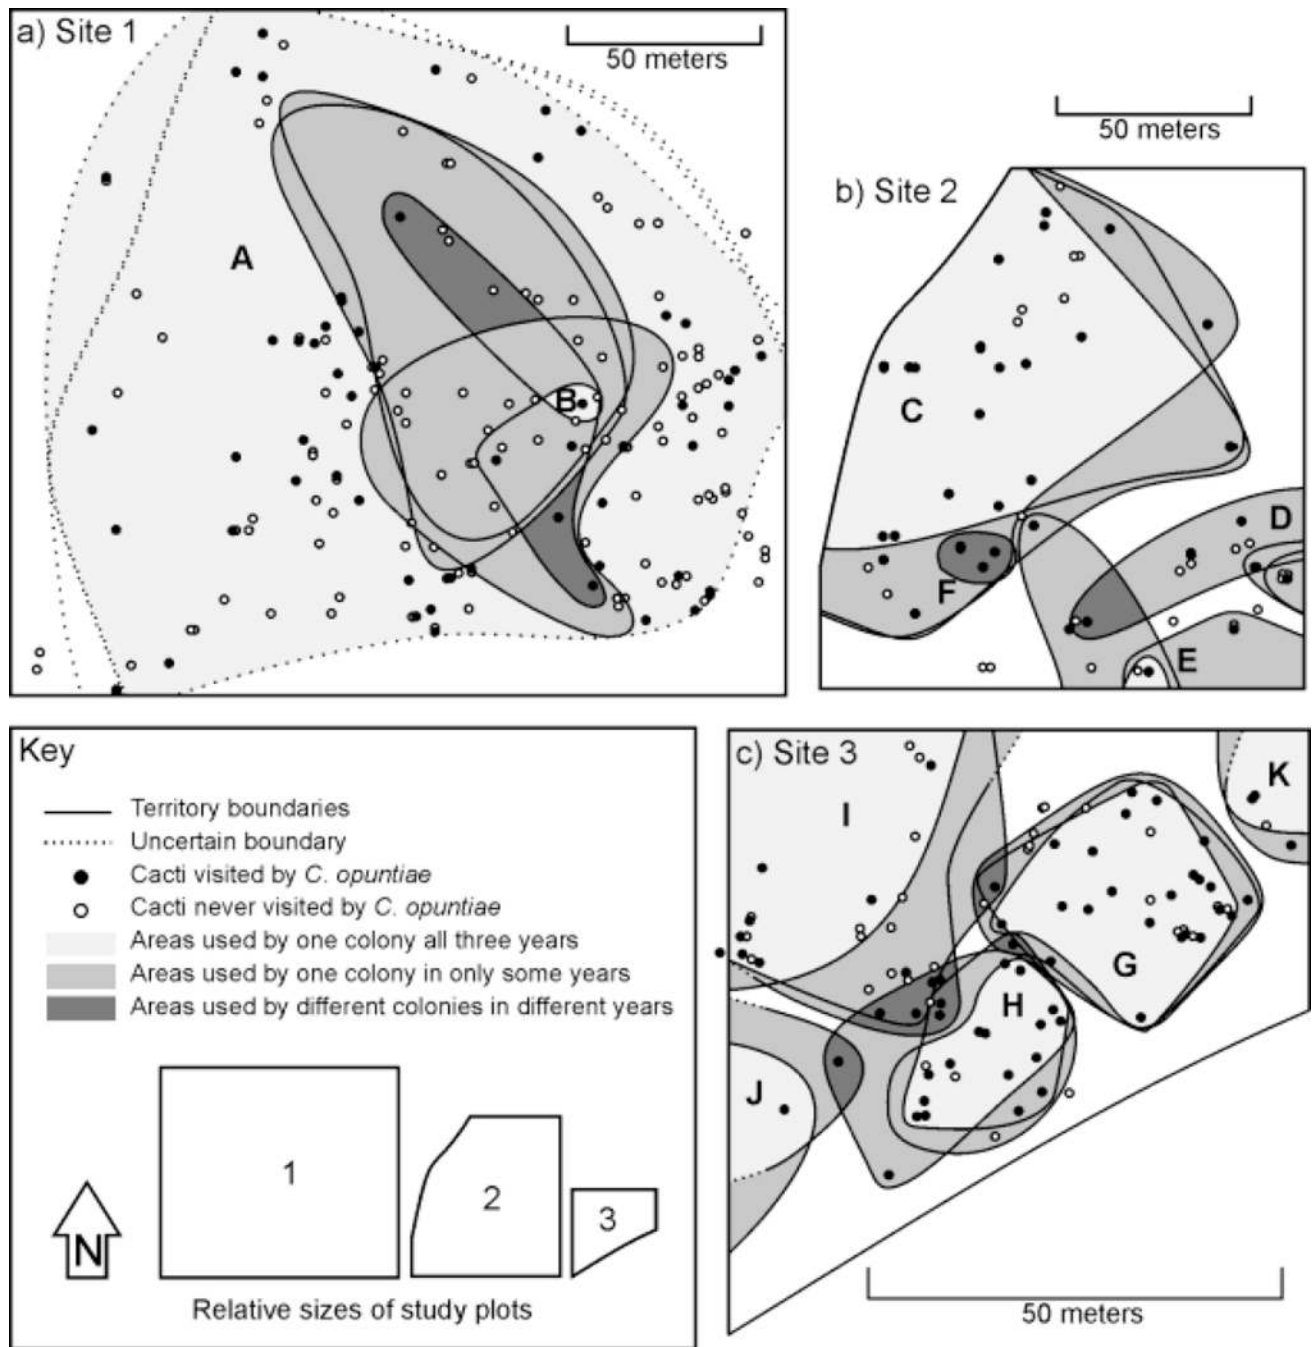 a) Site 1
50 meters
A
B
50 meters
b) Site 2
C
D
F
E
Key
Territory boundaries
Uncertain boundary
Cacti visited by C. opuntiae
Cacti never visited by C. opuntiae
Areas used by one colony all three years
Areas used by one colony in only some years
Areas used by different colonies in different years
1
2
3
N
Relative sizes of study plots
c) Site 3
K
I
G
H
J
50 meters